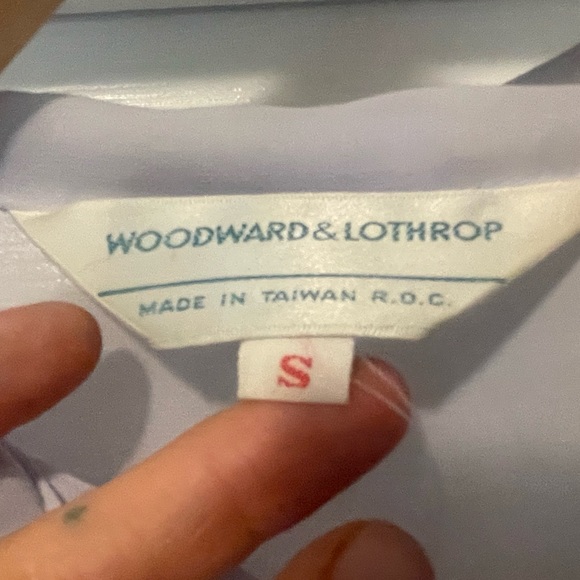 WOODWARD & LOTHROP
MADE IN TAIWAN R.O.C.
S